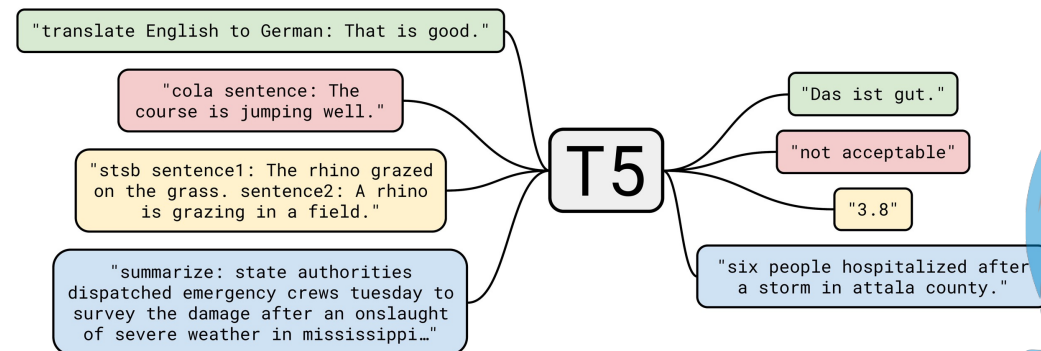 "translate English to German: That is good."
"cola sentence: The
course is jumping well."
"stsb sentence1: The rhino grazed
on the grass. sentence2: A rhino
is grazing in a field."
"summarize: state authorities
dispatched emergency crews tuesday to
survey the damage after an onslaught
of severe weather in mississippi…"
T5
"Das ist gut."
"not acceptable"
"3.8"
"six people hospitalized after
a storm in attala county."